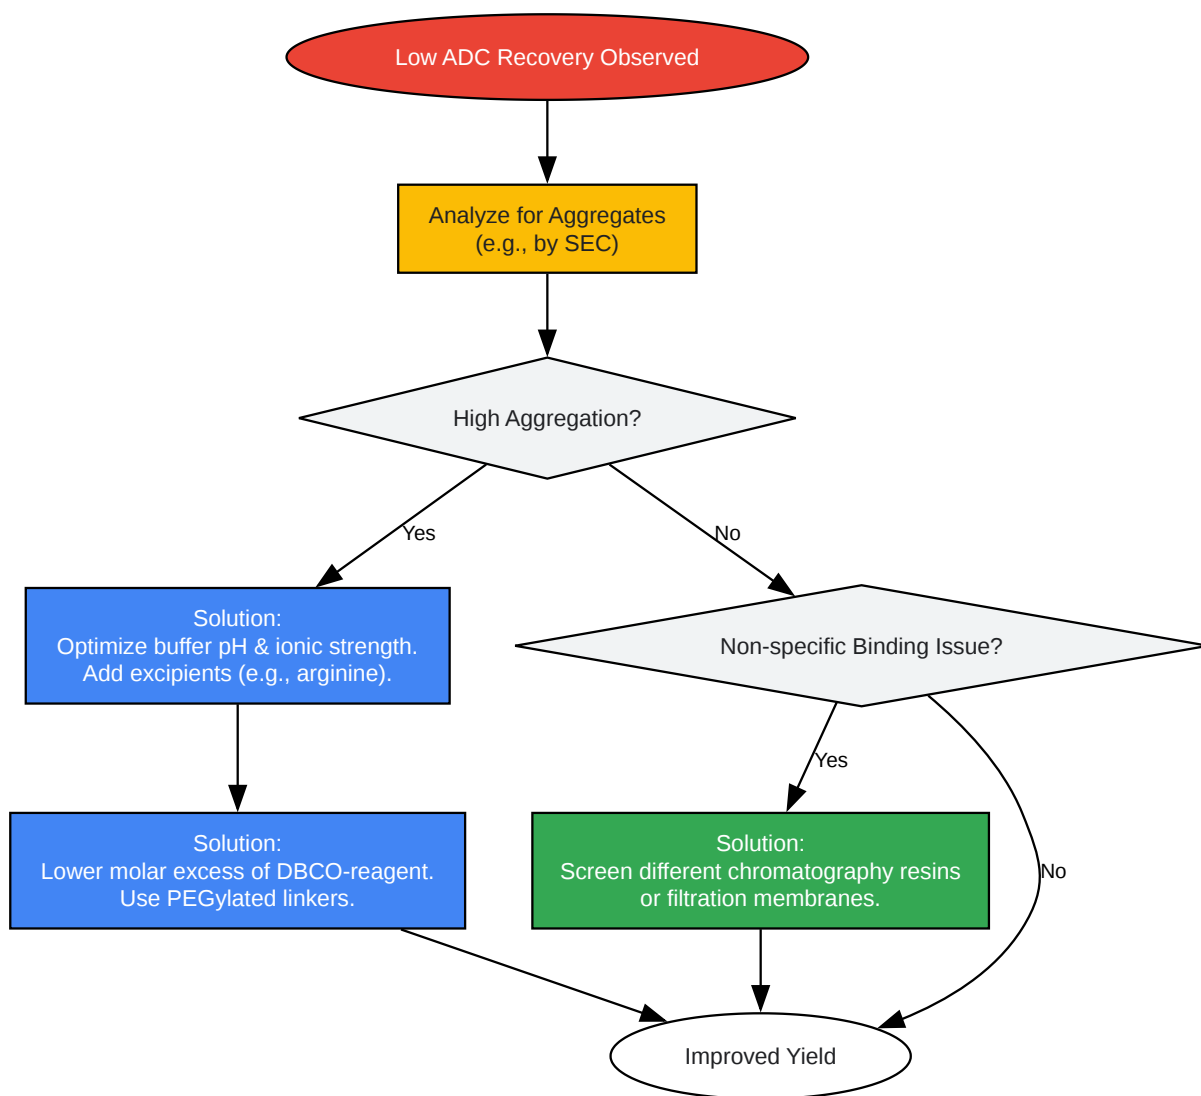 Low ADC Recovery Observed
Analyze for Aggregates
(e.g., by SEC)
High Aggregation?
Yes
No
Solution:
Optimize buffer pH & ionic strength.
Add excipients (e.g., arginine).
Non-specific Binding Issue?
Yes
No
Solution:
Lower molar excess of DBCO-reagent.
Use PEGylated linkers.
Solution:
Screen different chromatography resins
or filtration membranes.
Improved Yield